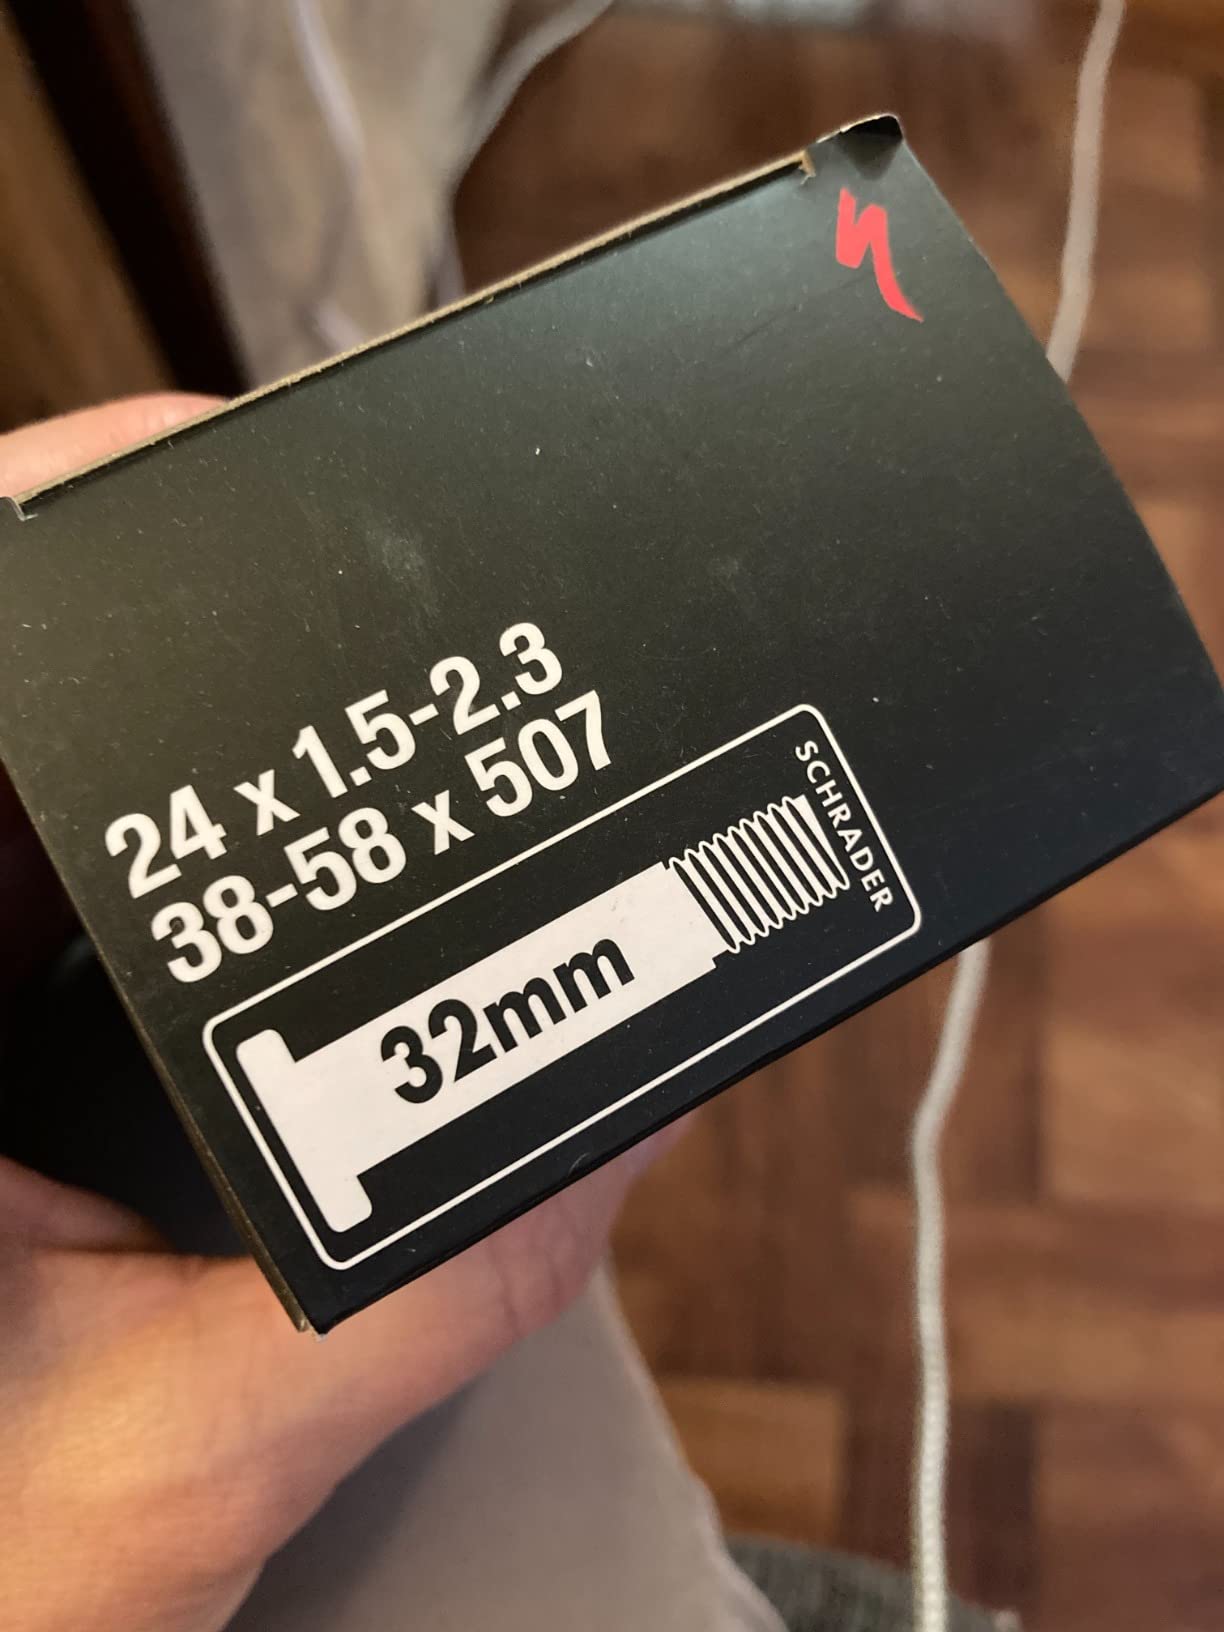 24 x 1.5-2.3
38-58 x 507
32mm
SCHRADER